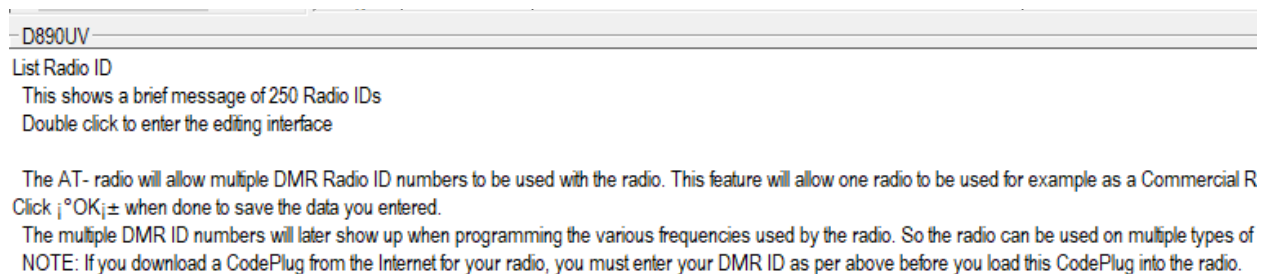 D890UV
List Radio ID
This shows a brief message of 250 Radio IDs
Double click to enter the editing interface
The AT- radio will allow multiple DMR Radio ID numbers to be used with the radio. This feature will allow one radio to be used for example as a Commercial R
Click ¡°OK¡± when done to save the data you entered.
The multiple DMR ID numbers will later show up when programming the various frequencies used by the radio. So the radio can be used on multiple types of
NOTE: If you download a CodePlug from the Internet for your radio, you must enter your DMR ID as per above before you load this CodePlug into the radio.